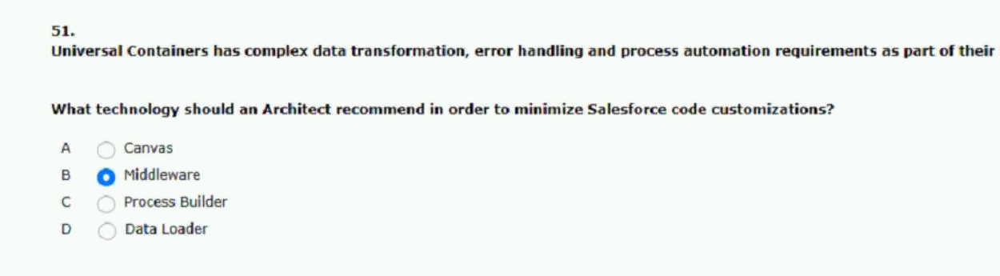 51.
Universal Containers has complex data transformation, error handling and process automation requirements as part of their
What technology should an Architect recommend in order to minimize Salesforce code customizations?
A Canvas
B Middleware
C Process Builder
D Data Loader